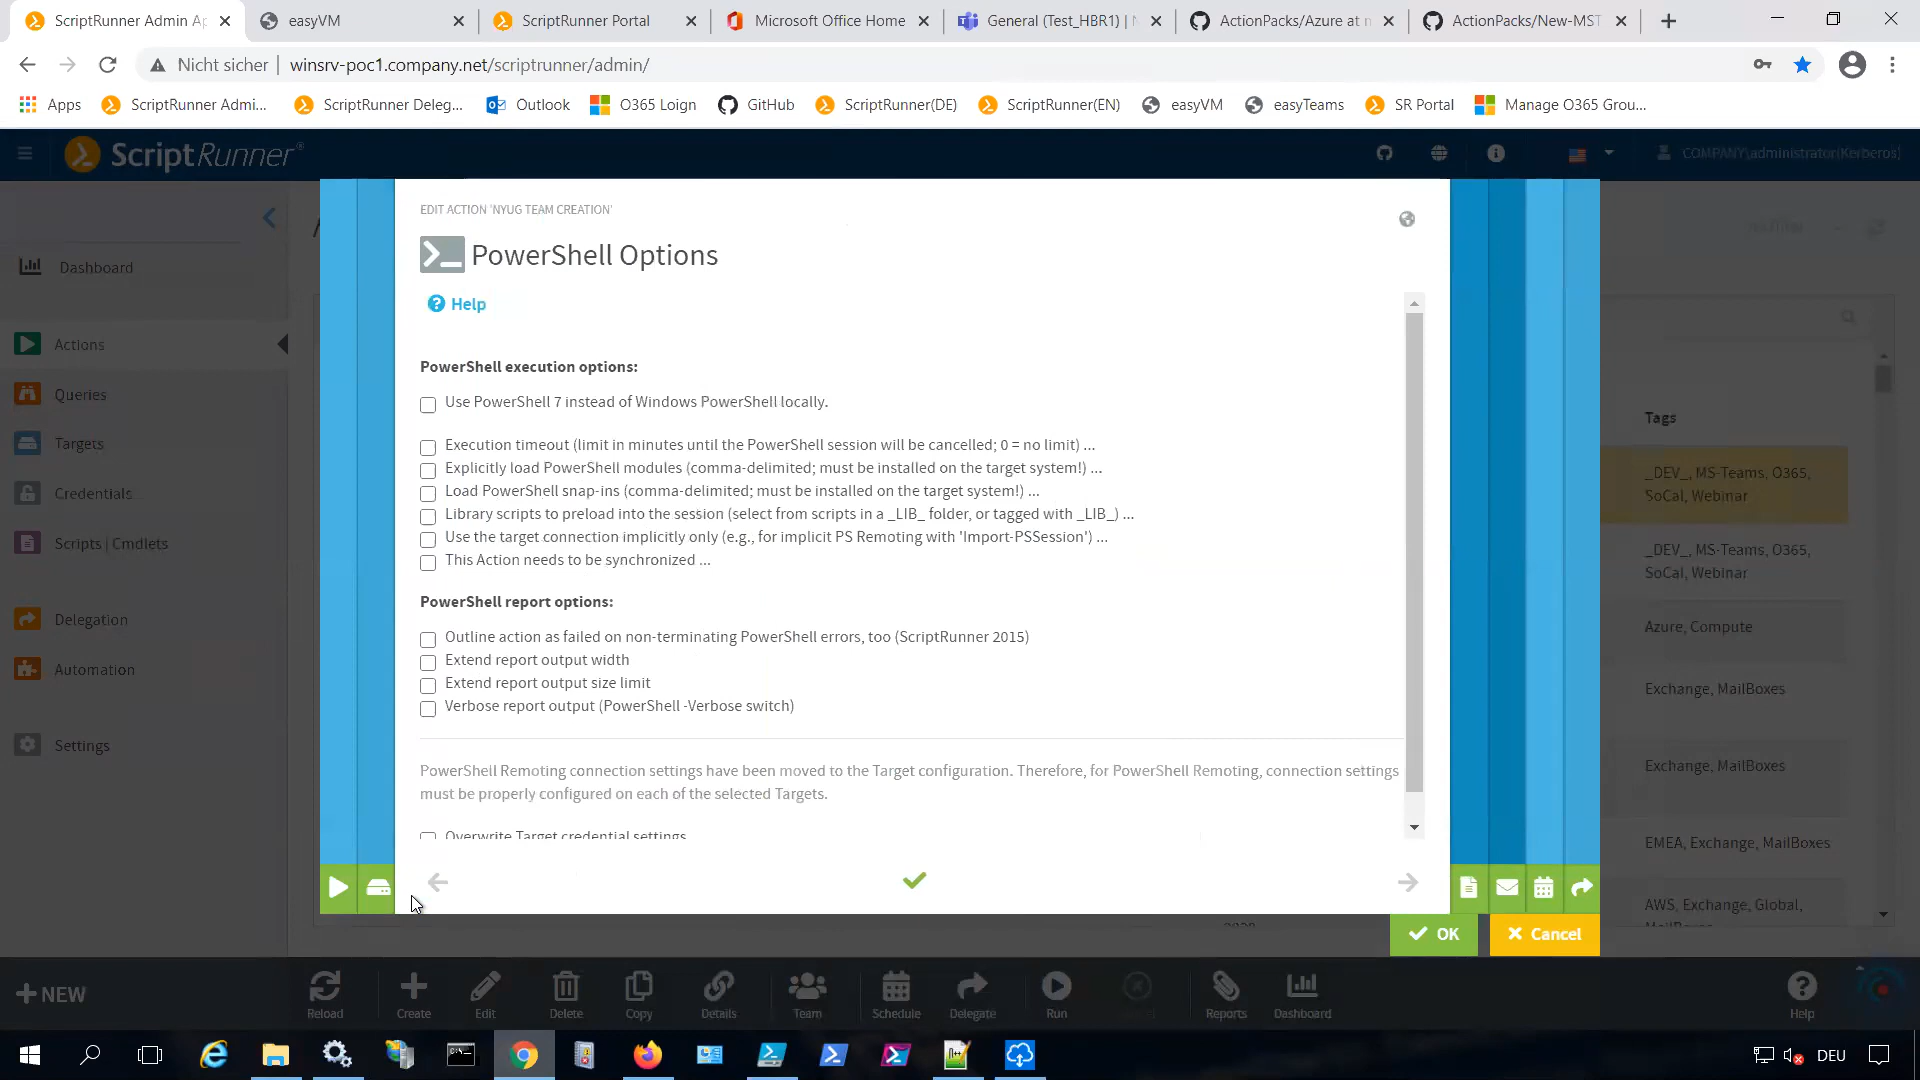 ScriptRunner Admin Ap
easyVM
ScriptRunner Portal
Microsoft Office Home
General (Test_HBR1) |
ActionPacks/Azure at m
ActionPacks/New-MST
Nicht sicher | winsrv-poc1.company.net/scriptrunner/admin/
Apps
ScriptRunner Admi...
ScriptRunner Deleg...
Outlook
O365 Loign
GitHub
ScriptRunner(DE)
ScriptRunner(EN)
easyVM
easyTeams
SR Portal
Manage O365 Grou...
ScriptRunner®
COMPANY\administrator(Kerberos)
EDIT ACTION 'NYUG TEAM CREATION'
PowerShell Options
Help
Dashboard
Actions
Queries
Targets
Credentials
Scripts | Cmdlets
Delegation
Automation
Settings
PowerShell execution options:
Use PowerShell 7 instead of Windows PowerShell locally.
Execution timeout (limit in minutes until the PowerShell session will be cancelled; 0 = no limit) ...
Explicitly load PowerShell modules (comma-delimited; must be installed on the target system!) ...
Load PowerShell snap-ins (comma-delimited; must be installed on the target system!) ...
Library scripts to preload into the session (select from scripts in a _LIB_ folder, or tagged with _LIB_) ...
Use the target connection implicitly only (e.g., for implicit PS Remoting with 'Import-PSSession') ...
This Action needs to be synchronized ...
PowerShell report options:
Outline action as failed on non-terminating PowerShell errors, too (ScriptRunner 2015)
Extend report output width
Extend report output size limit
Verbose report output (PowerShell -Verbose switch)
PowerShell Remoting connection settings have been moved to the Target configuration. Therefore, for PowerShell Remoting, connection settings
must be properly configured on each of the selected Targets.
Overwrite Target credential settings
Tags
_DEV_, MS-Teams, O365,
SoCal, Webinar
_DEV_, MS-Teams, O365,
SoCal, Webinar
Azure, Compute
Exchange, MailBoxes
Exchange, MailBoxes
EMEA, Exchange, MailBoxes
AWS, Exchange, Global,
MailBoxes
OK
Cancel
NEW
Reload
Create
Edit
Delete
Copy
Details
Team
Schedule
Delegate
Run
Reports
Dashboard
Help
DEU